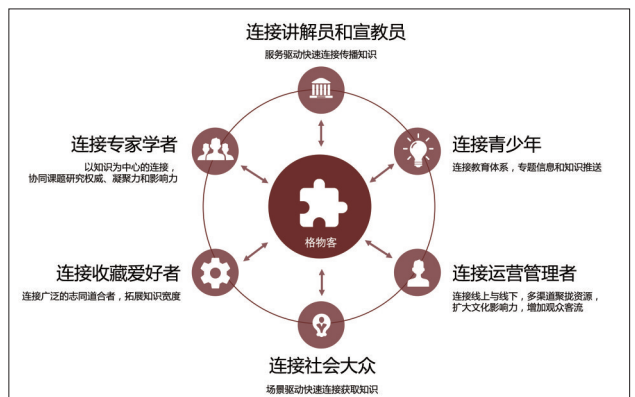 连接讲解员和宣教员
服务驱动快速连接传播知识
连接专家学者
以知识为中心的连接，
协同课题研究权威、凝聚力和影响力
连接青少年
连接教育体系，专题信息和知识推送
格物客
连接收藏爱好者
连接广泛的志同道合者，拓展知识宽度
连接运营管理者
连接线上与线下，多渠道聚拢资源，
扩大文化影响力，增加观众客流
连接社会大众
场景驱动快速连接获取知识